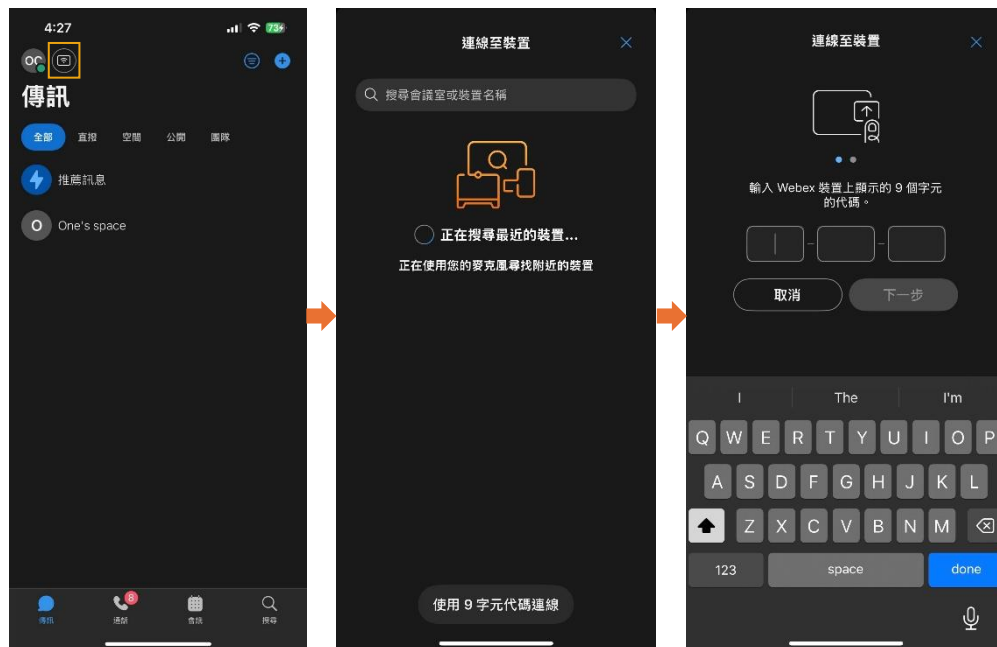 4:27
73
OC
傳訊
全部 直撥 空間 公開 團隊
推薦訊息
O One's space
8
傳訊 通話 會議 搜尋
連線至裝置
搜尋會議室或裝置名稱
正在搜尋最近的裝置...
正在使用您的麥克風尋找附近的裝置
使用 9 字元代碼連線
連線至裝置
輸入 Webex 裝置上顯示的 9 個字元
的代碼。
- -
取消 下一步
I The I'm
Q W E R T Y U I O P
A S D F G H J K L
Z X C V B N M
123 space done